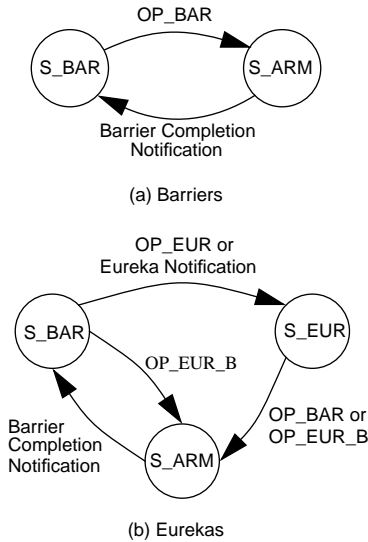 OP_BAR
S_BAR
S_ARM
Barrier Completion
Notification
(a) Barriers
OP_EUR or
Eureka Notification
S_BAR
S_EUR
OP_EUR_B
Barrier
Completion
Notification
OP_BAR or
OP_EUR_B
S_ARM
(b) Eurekas